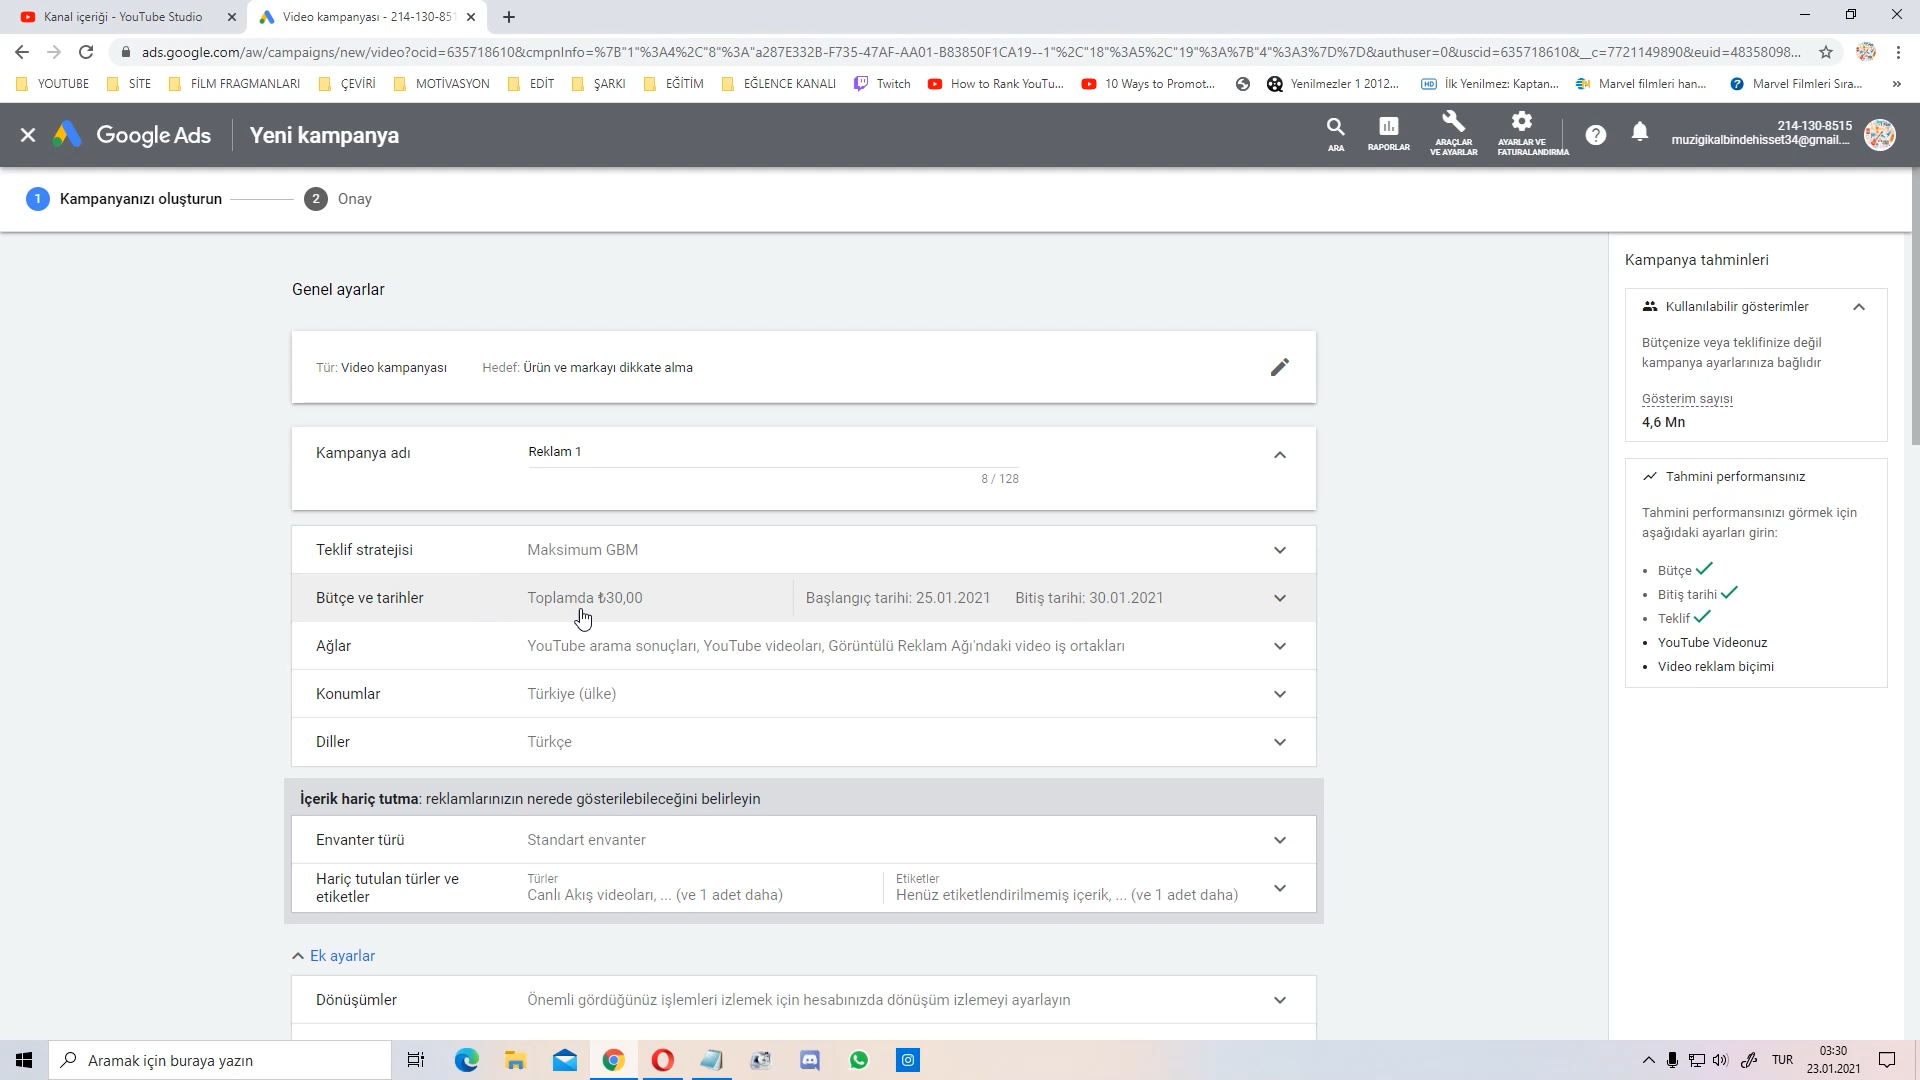 Kanal içeriği - YouTube Studio
Video kampanyası - 214-130-851
ads.google.com/aw/campaigns/new/video?ocid=635718610&cmpnInfo=%7B"1"%3A4%2C"8"%3A"a287E332B-F735-47AF-AA01-B83850F1CA19--1"%2C"18"%3A5%2C"19"%3A%7B"4"%3A3%7D%7D&authuser=0&uscid=635718610&__c=7721149890&euid=48358098...
YOUTUBE
SİTE
FİLM FRAGMANLARI
ÇEVİRİ
MOTİVASYON
EDİT
ŞARKI
EĞİTİM
EĞLENCE KANALI
Twitch
How to Rank YouTu...
10 Ways to Promot...
Yenilmezler 1 2012...
HD
İlk Yenilmez: Kaptan...
Marvel filmleri han...
Marvel Filmleri Sıra...
»
Google Ads
Yeni kampanya
ARA
RAPORLAR
ARAÇLAR
VE AYARLAR
AYARLAR VE
FATURALANDIRMA
214-130-8515
muzigikalbindehisset34@gmail....
1 Kampanyanızı oluşturun
2 Onay
Genel ayarlar
Tür: Video kampanyası
Hedef: Ürün ve markayı dikkate alma
Kampanya adı
Reklam 1
8 / 128
Teklif stratejisi
Maksimum GBM
Bütçe ve tarihler
Toplamda ₺30,00
Başlangıç tarihi: 25.01.2021
Bitiş tarihi: 30.01.2021
Ağlar
YouTube arama sonuçları, YouTube videoları, Görüntülü Reklam Ağı'ndaki video iş ortakları
Konumlar
Türkiye (ülke)
Diller
Türkçe
İçerik hariç tutma: reklamlarınızın nerede gösterilebileceğini belirleyin
Envanter türü
Standart envanter
Hariç tutulan türler ve
etiketler
Türler
Canlı Akış videoları, ... (ve 1 adet daha)
Etiketler
Henüz etiketlendirilmemiş içerik, ... (ve 1 adet daha)
Ek ayarlar
Dönüşümler
Önemli gördüğünüz işlemleri izlemek için hesabınızda dönüşüm izlemeyi ayarlayın
Kampanya tahminleri
Kullanılabilir gösterimler
Bütçenize veya teklifinize değil
kampanya ayarlarınıza bağlıdır
Gösterim sayısı
4,6 Mn
Tahmini performansınız
Tahmini performansınızı görmek için
aşağıdaki ayarları girin:
• Bütçe
• Bitiş tarihi
• Teklif
• YouTube Videonuz
• Video reklam biçimi
Aramak için buraya yazın
TUR
03:30
23.01.2021